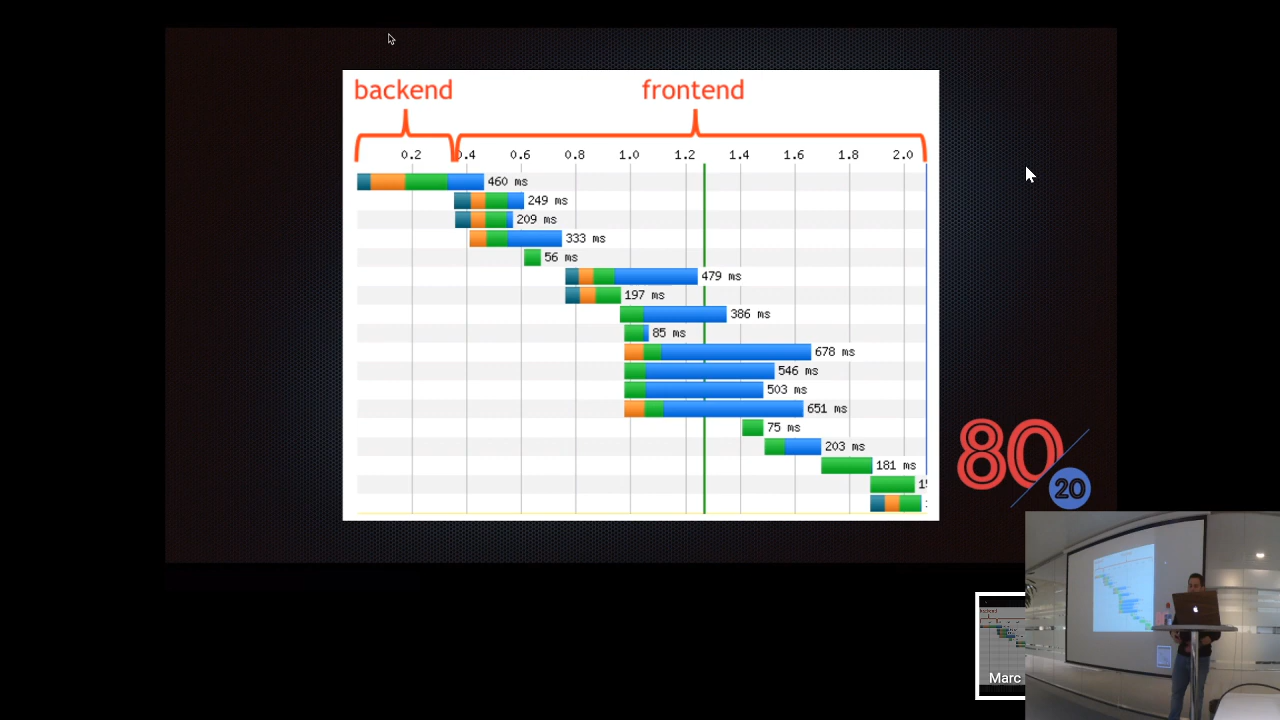 backend frontend
0.2 0.4 0.6 0.8 1.0 1.2 1.4 1.6 1.8 2.0
460 ms
249 ms
209 ms
333 ms
56 ms
479 ms
197 ms
386 ms
85 ms
678 ms
546 ms
503 ms
651 ms
75 ms
203 ms
181 ms
80
20
Marc